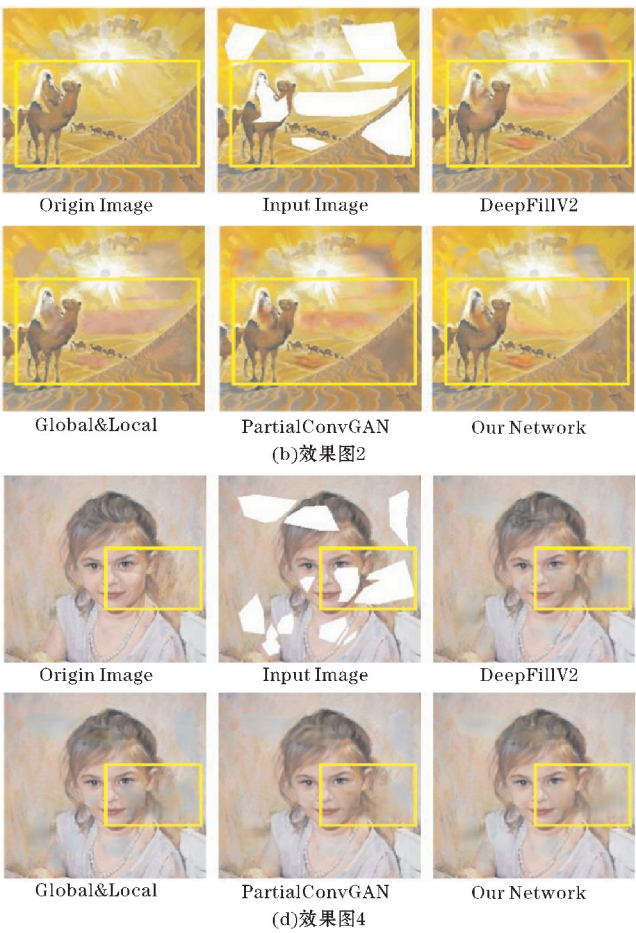 Origin Image Input Image DeepFillV2
Global&Local PartialConvGAN Our Network
(b)效果图2
Origin Image Input Image DeepFillV2
Global&Local PartialConvGAN Our Network
(d)效果图4